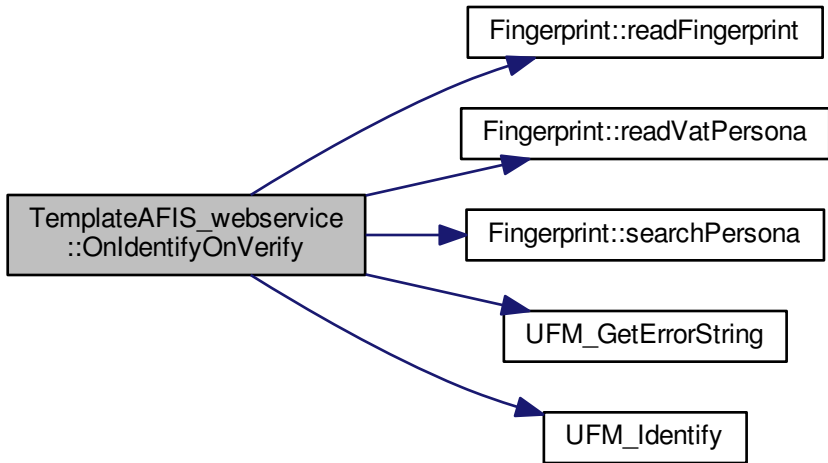 Fingerprint::readFingerprint
Fingerprint::readVatPersona
TemplateAFIS_webservice
::OnIdentifyOnVerify
Fingerprint::searchPersona
UFM_GetErrorString
UFM_Identify